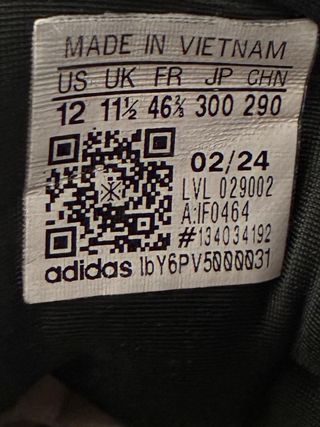 MADE IN VIETNAM
US UK FR JP CHN
12 11½ 46⅔ 300 290
02/24
LVL 029002
A:IF0464
#134034192
adidas 1bY6PV5000031